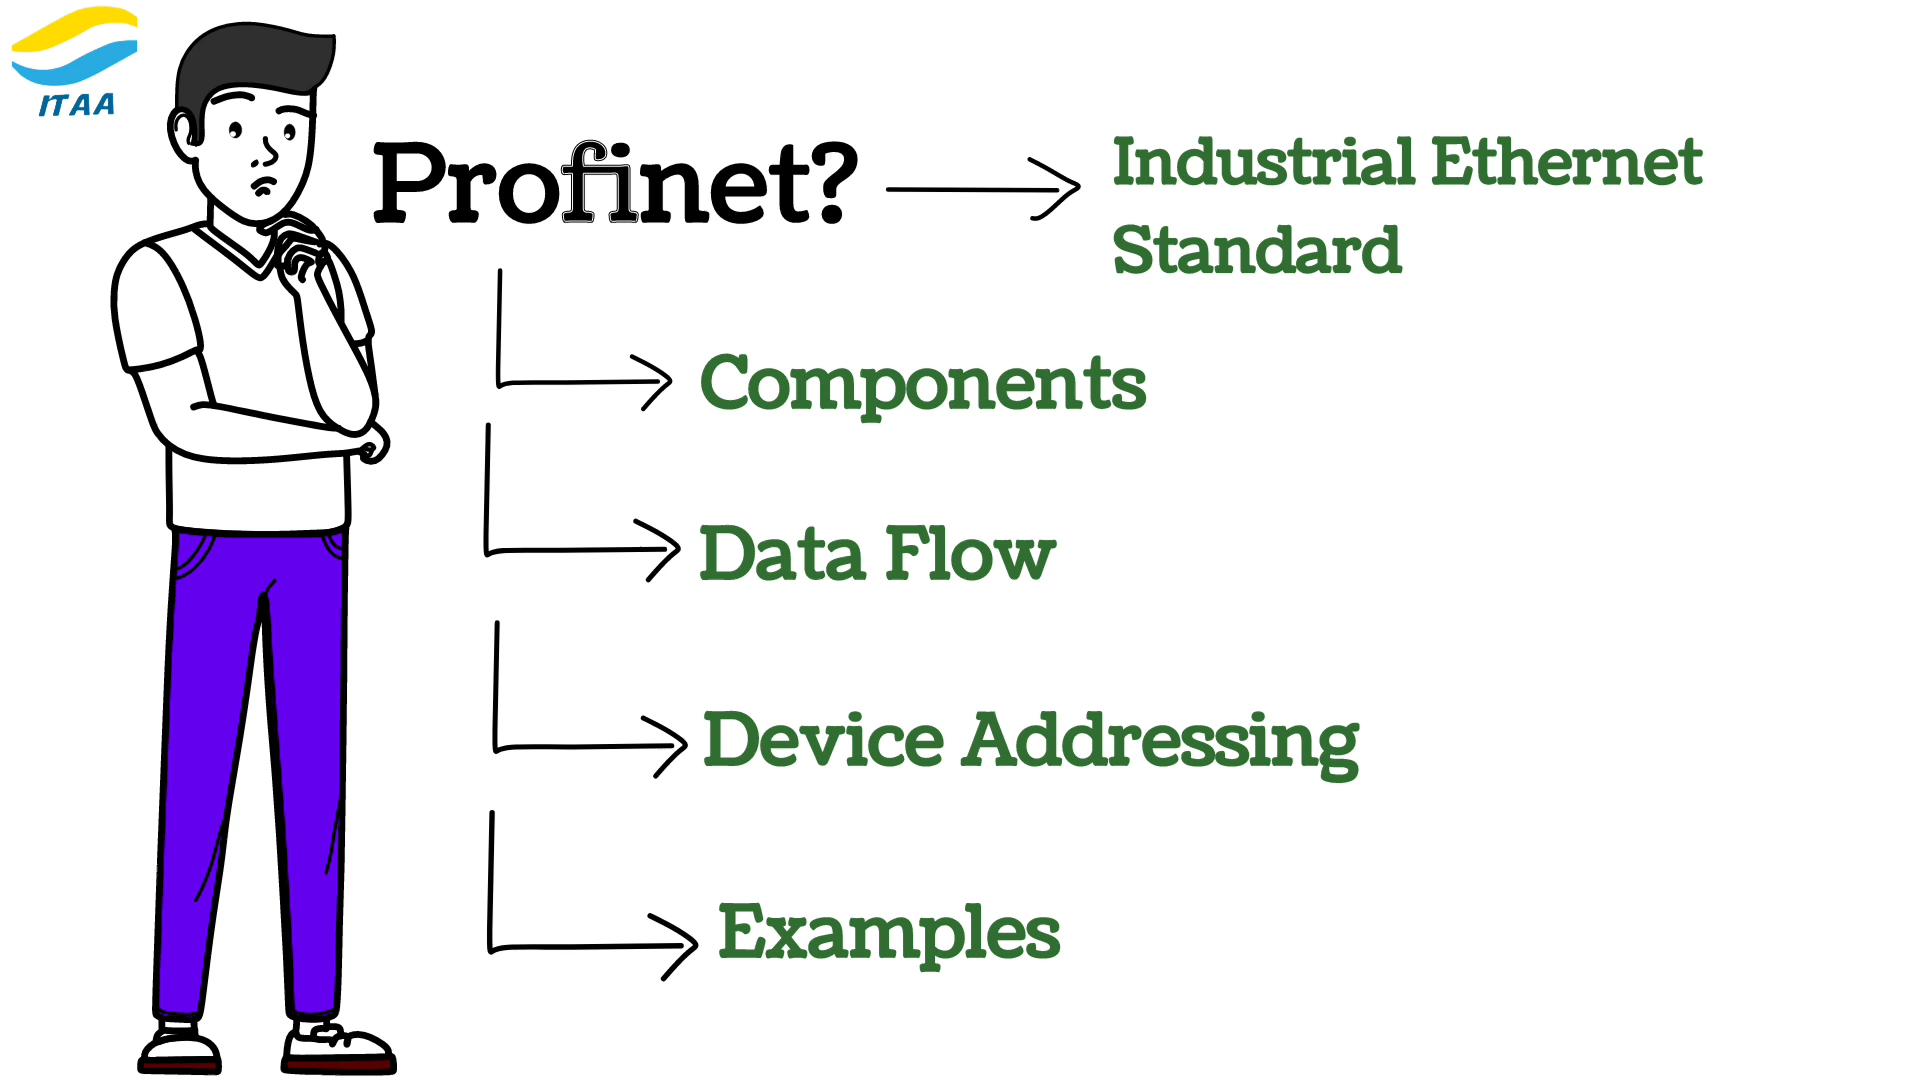 ITAA
Profinet?
Industrial Ethernet
Standard
Components
Data Flow
Device Addressing
Examples